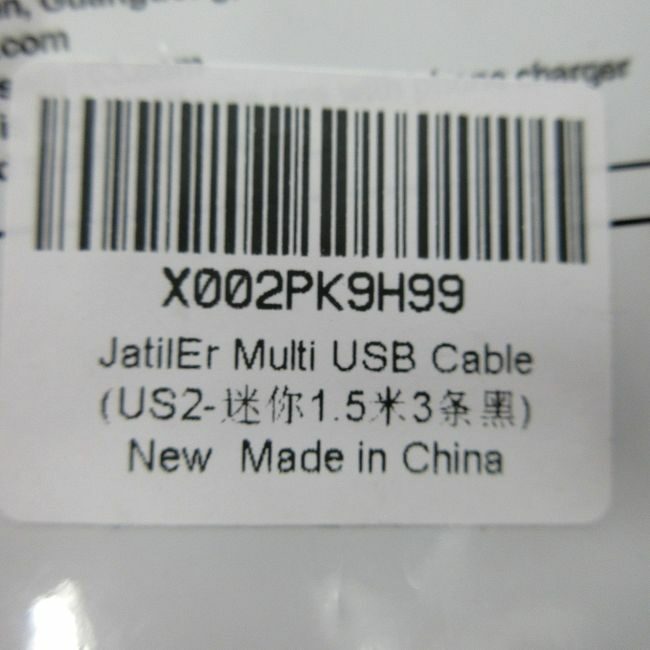 .com
charger
X002PK9H99
JatilEr Multi USB Cable
(US2-迷你1.5米3条黑)
New Made in China